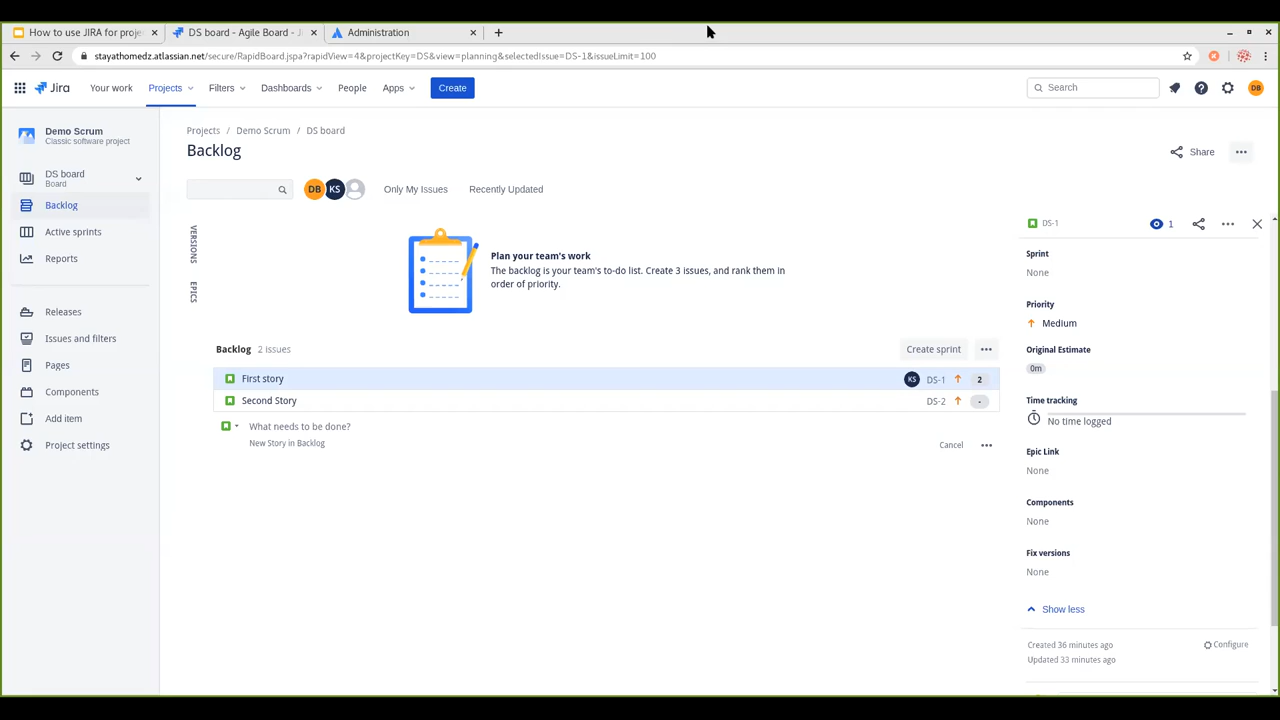 How to use JIRA for proje
DS board - Agile Board - Ji
Administration
stayathomedz.atlassian.net/secure/RapidBoard.jspa?rapidView=4&projectKey=DS&view=planning&selectedIssue=DS-1&issueLimit=100
Jira
Your work
Projects
Filters
Dashboards
People
Apps
Create
Search
DB
Demo Scrum
Classic software project
DS board
Board
Backlog
Active sprints
Reports
Releases
Issues and filters
Pages
Components
Add item
Project settings
Projects / Demo Scrum / DS board
Backlog
Share
DB KS
Only My Issues
Recently Updated
VERSIONS
EPICS
Plan your team's work
The backlog is your team's to-do list. Create 3 issues, and rank them in
order of priority.
Backlog 2 issues
Create sprint
First story KS DS-1 2
Second Story DS-2 -
What needs to be done?
New Story in Backlog
Cancel
DS-1
1
Sprint
None
Priority
Medium
Original Estimate
0m
Time tracking
No time logged
Epic Link
None
Components
None
Fix versions
None
Show less
Created 36 minutes ago
Configure
Updated 33 minutes ago